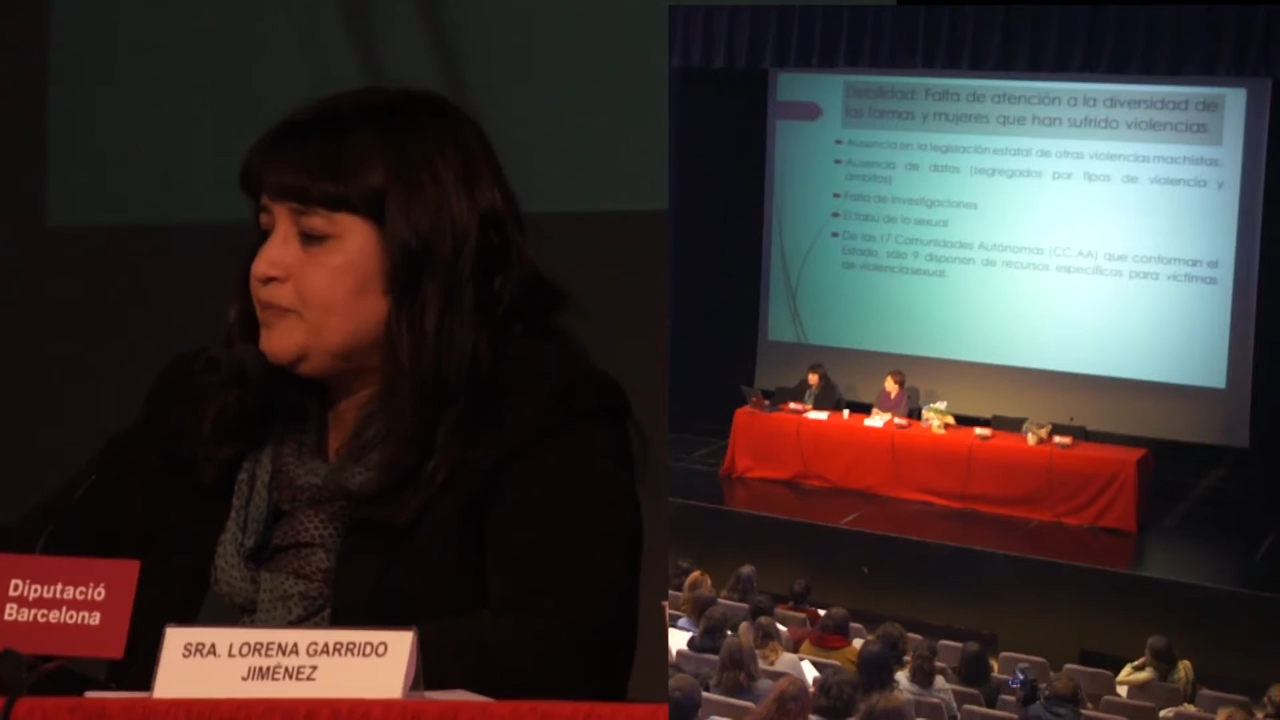 Diputació
Barcelona
SRA. LORENA GARRIDO
JIMÉNEZ
Debilidad: Falta de atención a la diversidad de
las formas y mujeres que han sufrido violencias
Ausencia en la legislación estatal de otras violencias machistas
Ausencia de datos (segregados por tipos de violencia y
ámbitos)
Falta de investigaciones
El tabú de lo sexual
De las 17 Comunidades Autónomas (CC.AA) que conforman el
Estado, sólo 9 disponen de recursos específicos para víctimas
de violencia sexual.